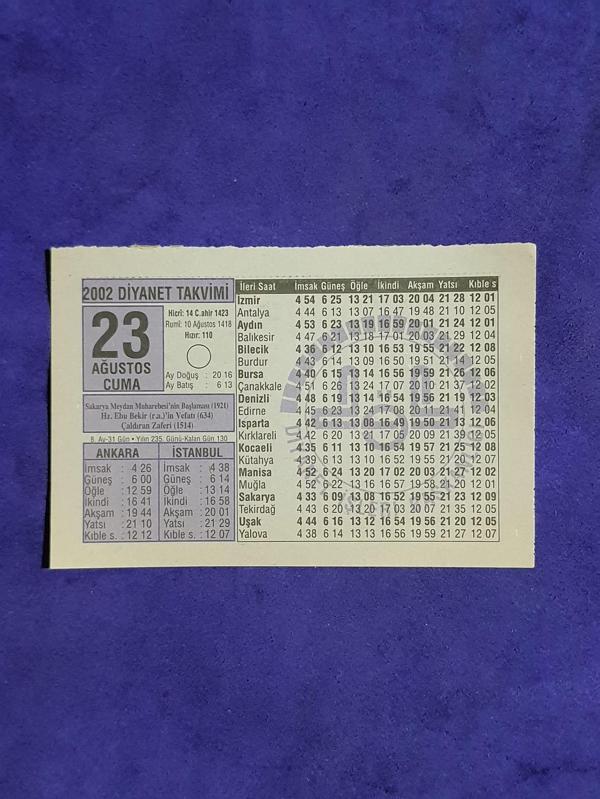 2002 DİYANET TAKVİMİ
23
AĞUSTOS
CUMA
Hicri: 14 C.ahir 1423
Rumi: 10 Ağustos 1418
Hızır: 110
Ay Doğuş : 20 16
Ay Batış : 6 13
Sakarya Meydan Muharebesi'nin Başlaması (1921)
Hz. Ebu Bekir (r.a.)'in Vefatı (634)
Çaldıran Zaferi (1514)
8. Ay-31 Gün • Yılın 235. Günü-Kalan Gün 130
ANKARA
İmsak : 4 26
Güneş : 6 00
Öğle : 12 59
İkindi : 16 41
Akşam : 19 44
Yatsı : 21 10
Kıble s. : 12 12
İSTANBUL
İmsak : 4 38
Güneş : 6 14
Öğle : 13 14
İkindi : 16 58
Akşam : 20 01
Yatsı : 21 29
Kıble s. : 12 07
İleri Saat İmsak Güneş Öğle İkindi Akşam Yatsı Kıble s
İzmir 4 54 6 25 13 21 17 03 20 04 21 28 12 01
Antalya 4 44 6 13 13 07 16 47 19 48 21 10 12 05
Aydın 4 53 6 23 13 19 16 59 20 01 21 24 12 01
Balıkesir 4 47 6 21 13 18 17 01 20 03 21 29 12 04
Bilecik 4 36 6 12 13 10 16 53 19 55 21 22 12 08
Burdur 4 43 6 14 13 09 16 50 19 51 21 14 12 05
Bursa 4 40 6 15 13 14 16 56 19 59 21 26 12 06
Çanakkale 4 51 6 26 13 24 17 07 20 10 21 37 12 02
Denizli 4 48 6 19 13 14 16 56 19 56 21 19 12 03
Edirne 4 45 6 23 13 24 17 08 20 11 21 41 12 04
Isparta 4 42 6 13 13 08 16 49 19 50 21 13 12 06
Kırklareli 4 42 6 20 13 21 17 05 20 09 21 39 12 05
Kocaeli 4 35 6 11 13 10 16 54 19 57 21 25 12 08
Kütahya 4 39 6 13 13 10 16 52 19 55 21 20 12 07
Manisa 4 52 6 24 13 20 17 02 20 03 21 27 12 02
Muğla 4 52 6 22 13 16 16 57 19 58 21 20 12 01
Sakarya 4 33 6 09 13 08 16 52 19 55 21 23 12 09
Tekirdağ 4 43 6 20 13 20 17 03 20 07 21 35 12 05
Uşak 4 44 6 16 13 12 16 54 19 56 21 20 12 05
Yalova 4 38 6 14 13 13 16 56 19 59 21 27 12 07